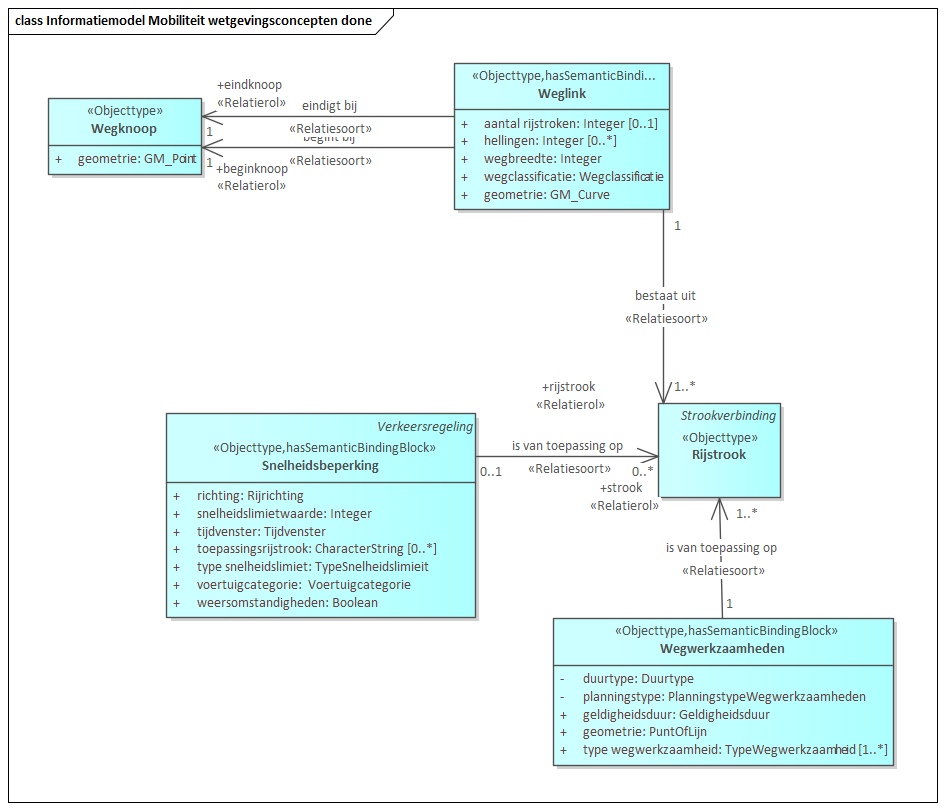 class Informatiemodel Mobiliteit wetgevingsconcepten done
«Objecttype»
Wegknoop
+ geometrie: GM_Point
+eindknoop
«Relatierol»
1
eindigt bij
«Relatiesoort»
begint bij
«Relatiesoort»
1
+beginknoop
«Relatierol»
«Objecttype,hasSemanticBindi...
Weglink
+ aantal rijstroken: Integer [0..1]
+ hellingen: Integer [0..*]
+ wegbreedte: Integer
+ wegclassificatie: Wegclassificatie
+ geometrie: GM_Curve
1
bestaat uit
«Relatiesoort»
1..*
+rijstrook
«Relatierol»
Strookverbinding
«Objecttype»
Rijstrook
Verkeersregeling
«Objecttype,hasSemanticBindingBlock»
Snelheidsbeperking
+ richting: Rijrichting
+ snelheidslimietwaarde: Integer
+ tijdvenster: Tijdvenster
+ toepassingsrijstrook: CharacterString [0..*]
+ type snelheidslimiet: TypeSnelheidslimieit
+ voertuigcategorie: Voertuigcategorie
+ weersomstandigheden: Boolean
is van toepassing op
0..1
«Relatiesoort»
0..*
+strook
«Relatierol»
1..*
is van toepassing op
«Relatiesoort»
1
«Objecttype,hasSemanticBindingBlock»
Wegwerkzaamheden
- duurtype: Duurtype
- planningstype: PlanningstypeWegwerkzaamheden
+ geldigheidsduur: Geldigheidsduur
+ geometrie: PuntOfLijn
+ type wegwerkzaamheid: TypeWegwerkzaamheid [1..*]